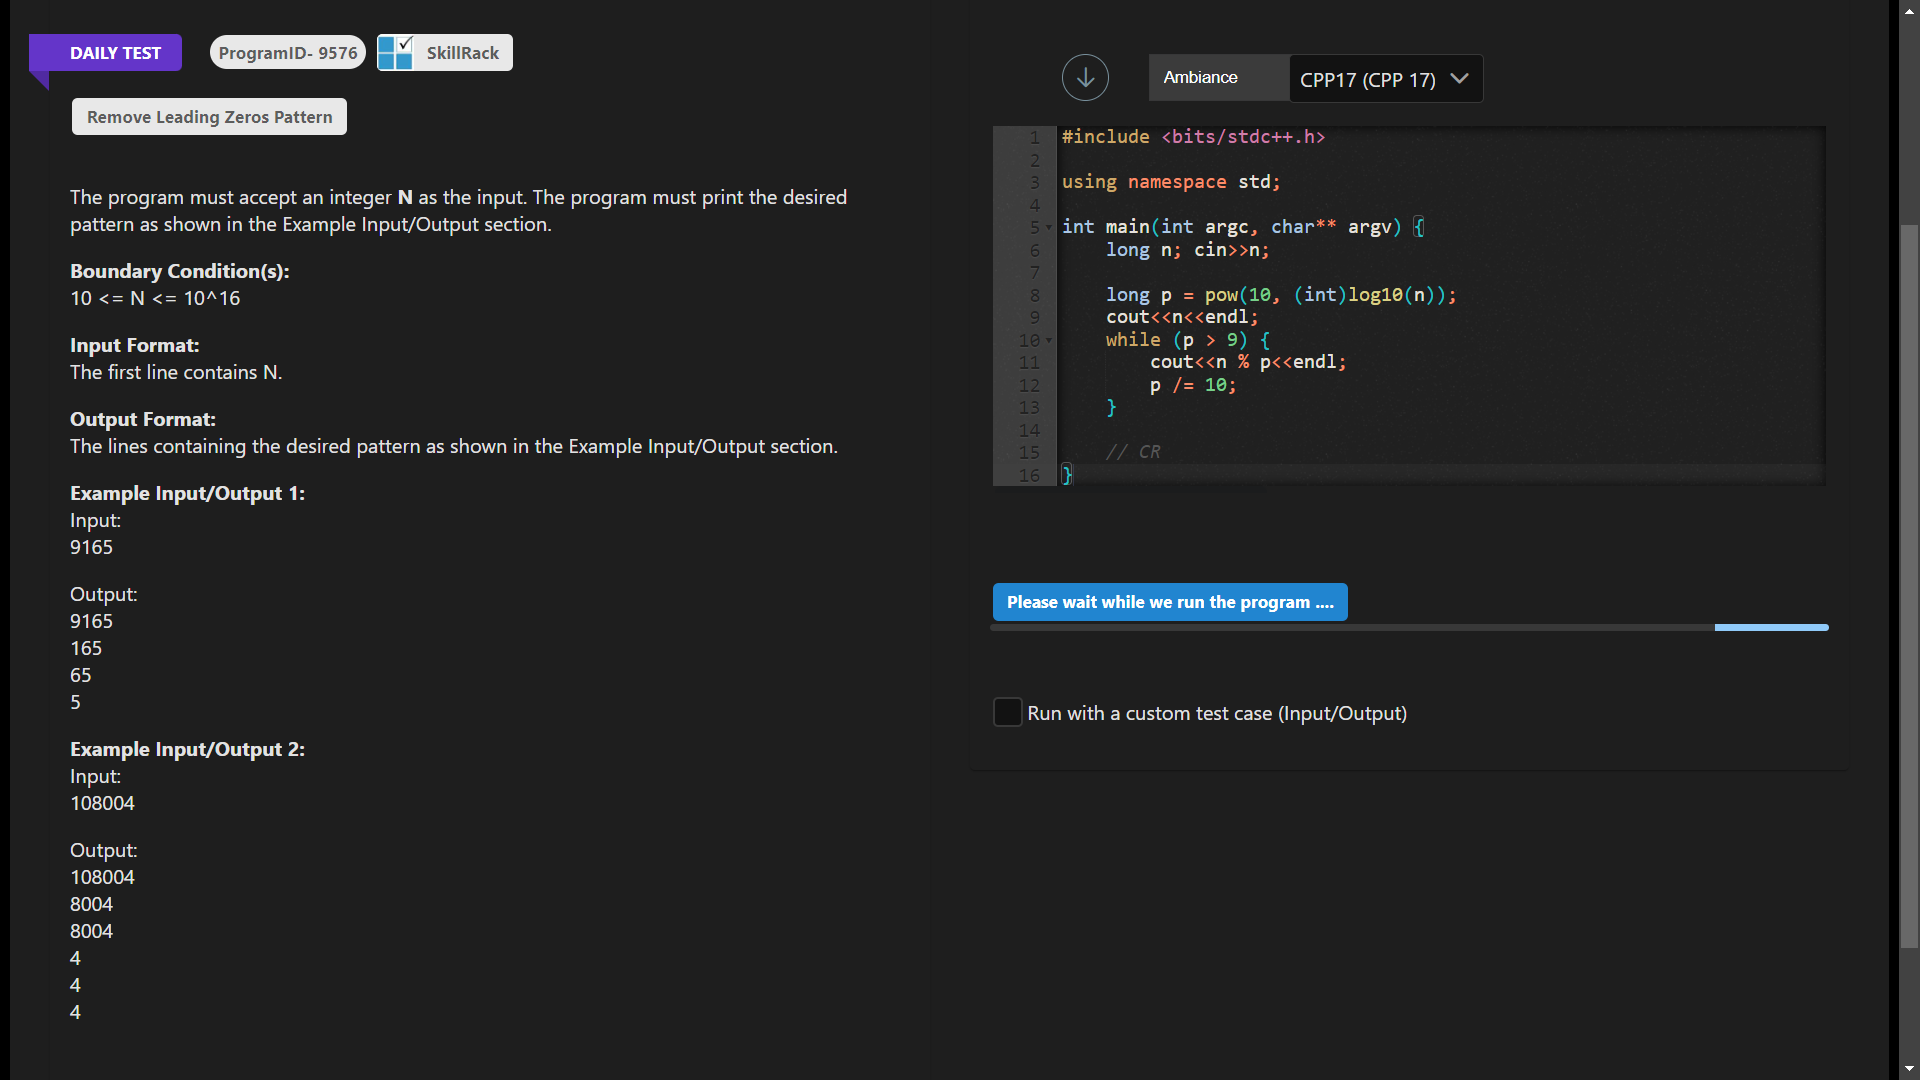 DAILY TEST
ProgramID- 9576
SkillRack
Remove Leading Zeros Pattern
The program must accept an integer N as the input. The program must print the desired
pattern as shown in the Example Input/Output section.
Boundary Condition(s):
10 <= N <= 10^16
Input Format:
The first line contains N.
Output Format:
The lines containing the desired pattern as shown in the Example Input/Output section.
Example Input/Output 1:
Input:
9165
Output:
9165
165
65
5
Example Input/Output 2:
Input:
108004
Output:
108004
8004
8004
4
4
4
Ambiance
CPP17 (CPP 17)
1 #include <bits/stdc++.h>
2
3 using namespace std;
4
5 int main(int argc, char** argv) {
6     long n; cin>>n;
7
8     long p = pow(10, (int)log10(n));
9     cout<<n<<endl;
10     while (p > 9) {
11         cout<<n % p<<endl;
12         p /= 10;
13     }
14
15     // CR
16 }
Please wait while we run the program ....
Run with a custom test case (Input/Output)